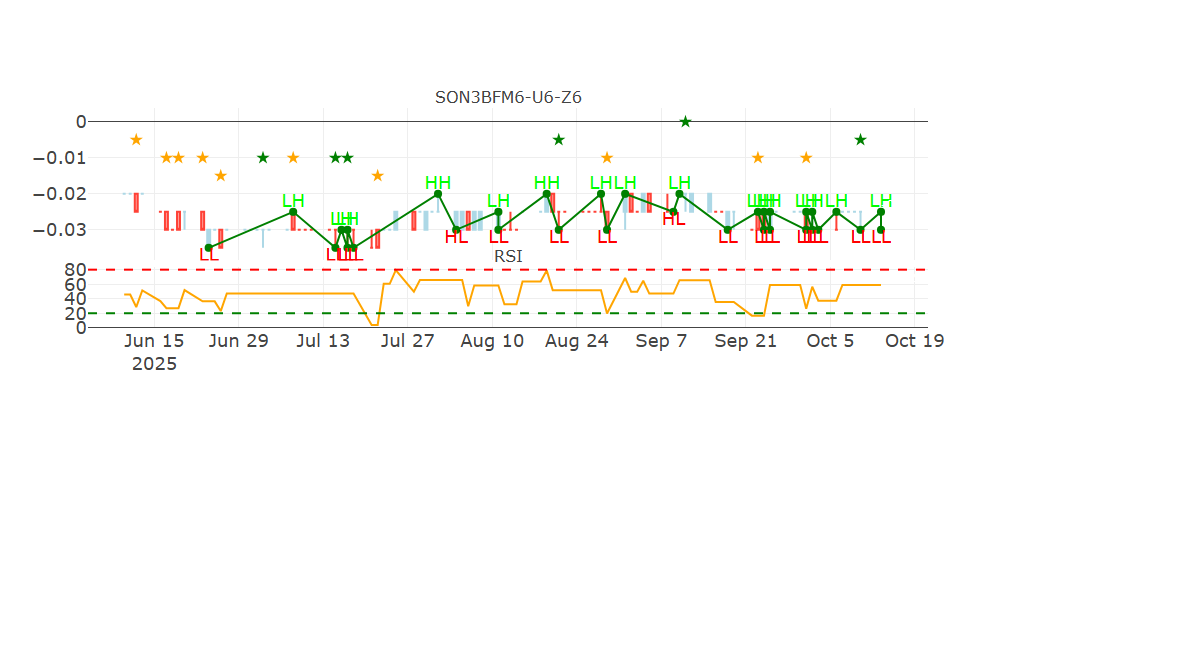 SON3BFM6-U6-Z6
0
−0.01
−0.02
−0.03
HH
HH
LH
LH
LH
LH
LH
LH
LH
HL
LL
LL
LL
HL
LL
LL
LL
LL
RSI
80
60
40
20
0
Jun 15
Jun 29
Jul 13
Jul 27
Aug 10
Aug 24
Sep 7
Sep 21
Oct 5
Oct 19
2025